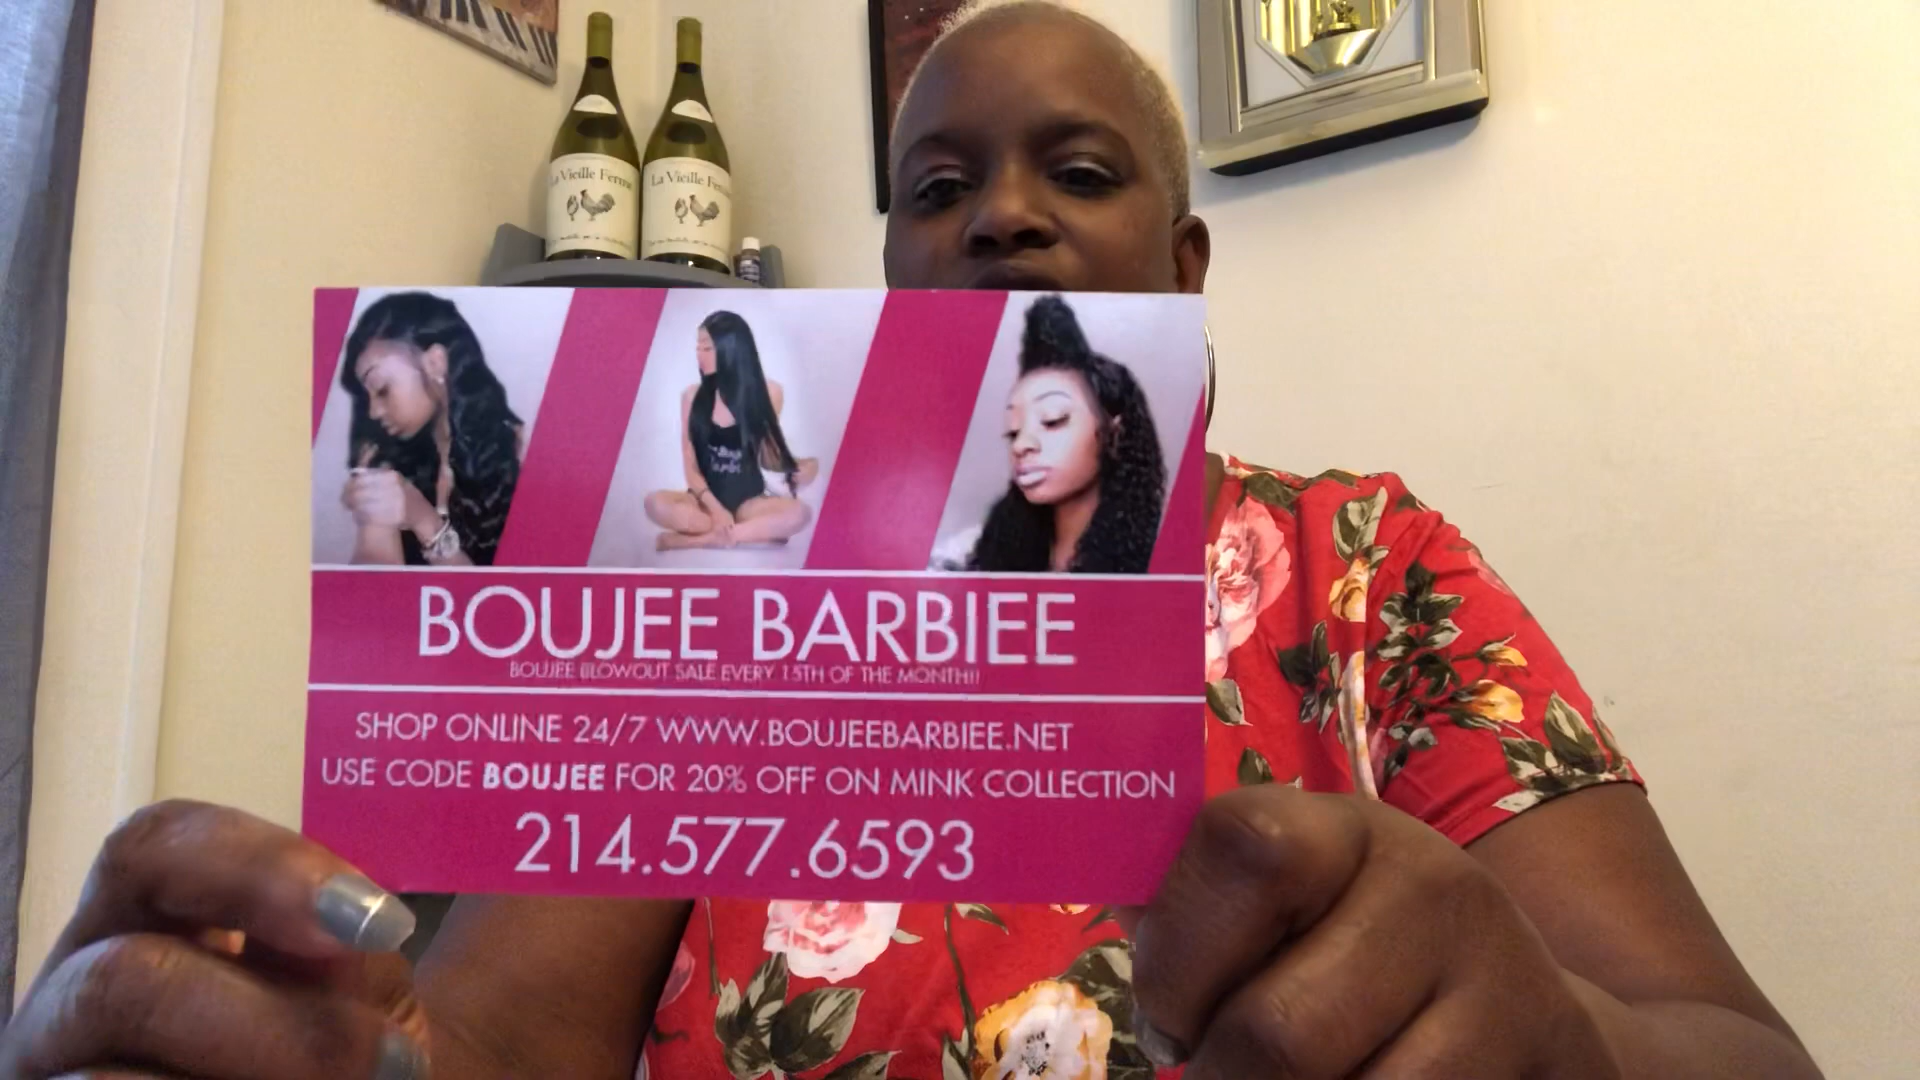 La Vieille Ferme
La Vieille Ferme
BOUJEE BARBIEE
BOUJEE BLOWOUT SALE EVERY 15TH OF THE MONTH!!
SHOP ONLINE 24/7 WWW.BOUJEEBARBIEE.NET
USE CODE BOUJEE FOR 20% OFF ON MINK COLLECTION
214.577.6593